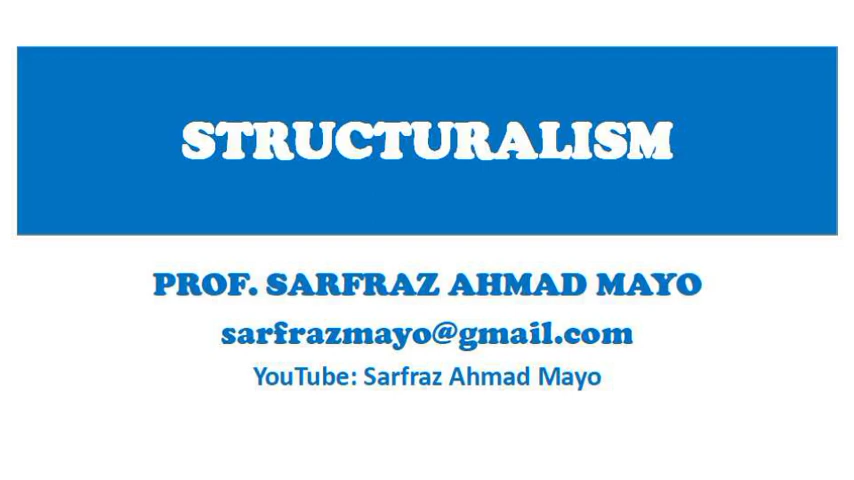 STRUCTURALISM
PROF. SARFRAZ AHMAD MAYO
sarfrazmayo@gmail.com
YouTube: Sarfraz Ahmad Mayo